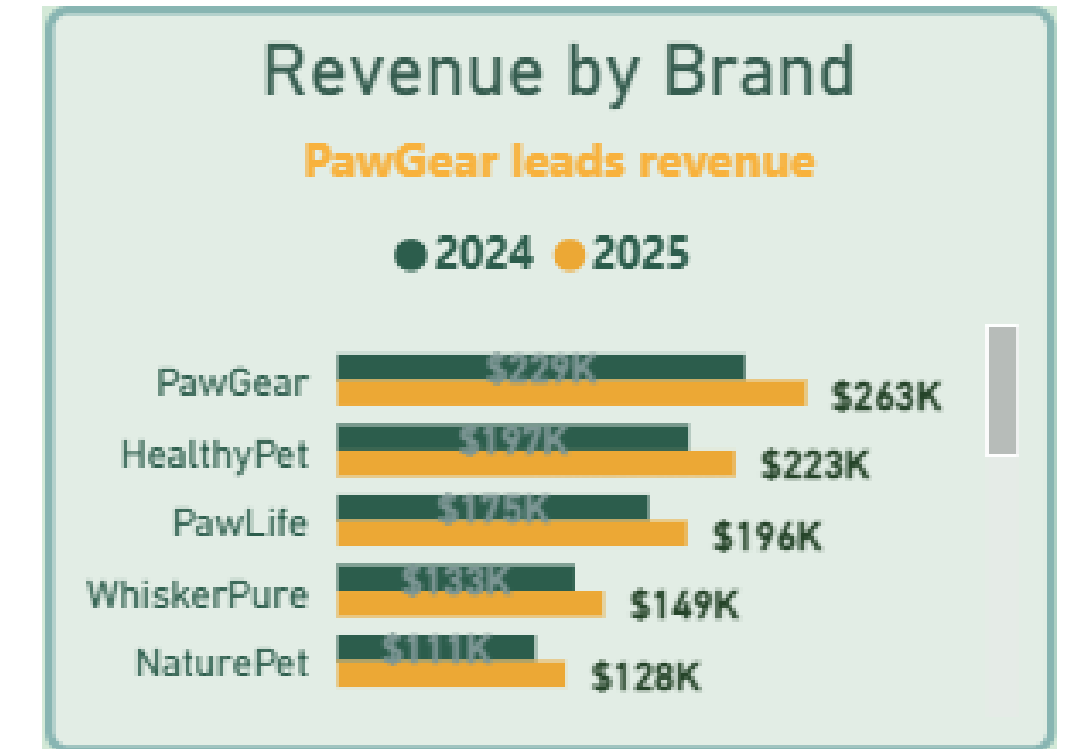 Revenue by Brand
PawGear leads revenue
2024 2025
PawGear $229K $263K
HealthyPet $197K $223K
PawLife $175K $196K
WhiskerPure $133K $149K
NaturePet $111K $128K